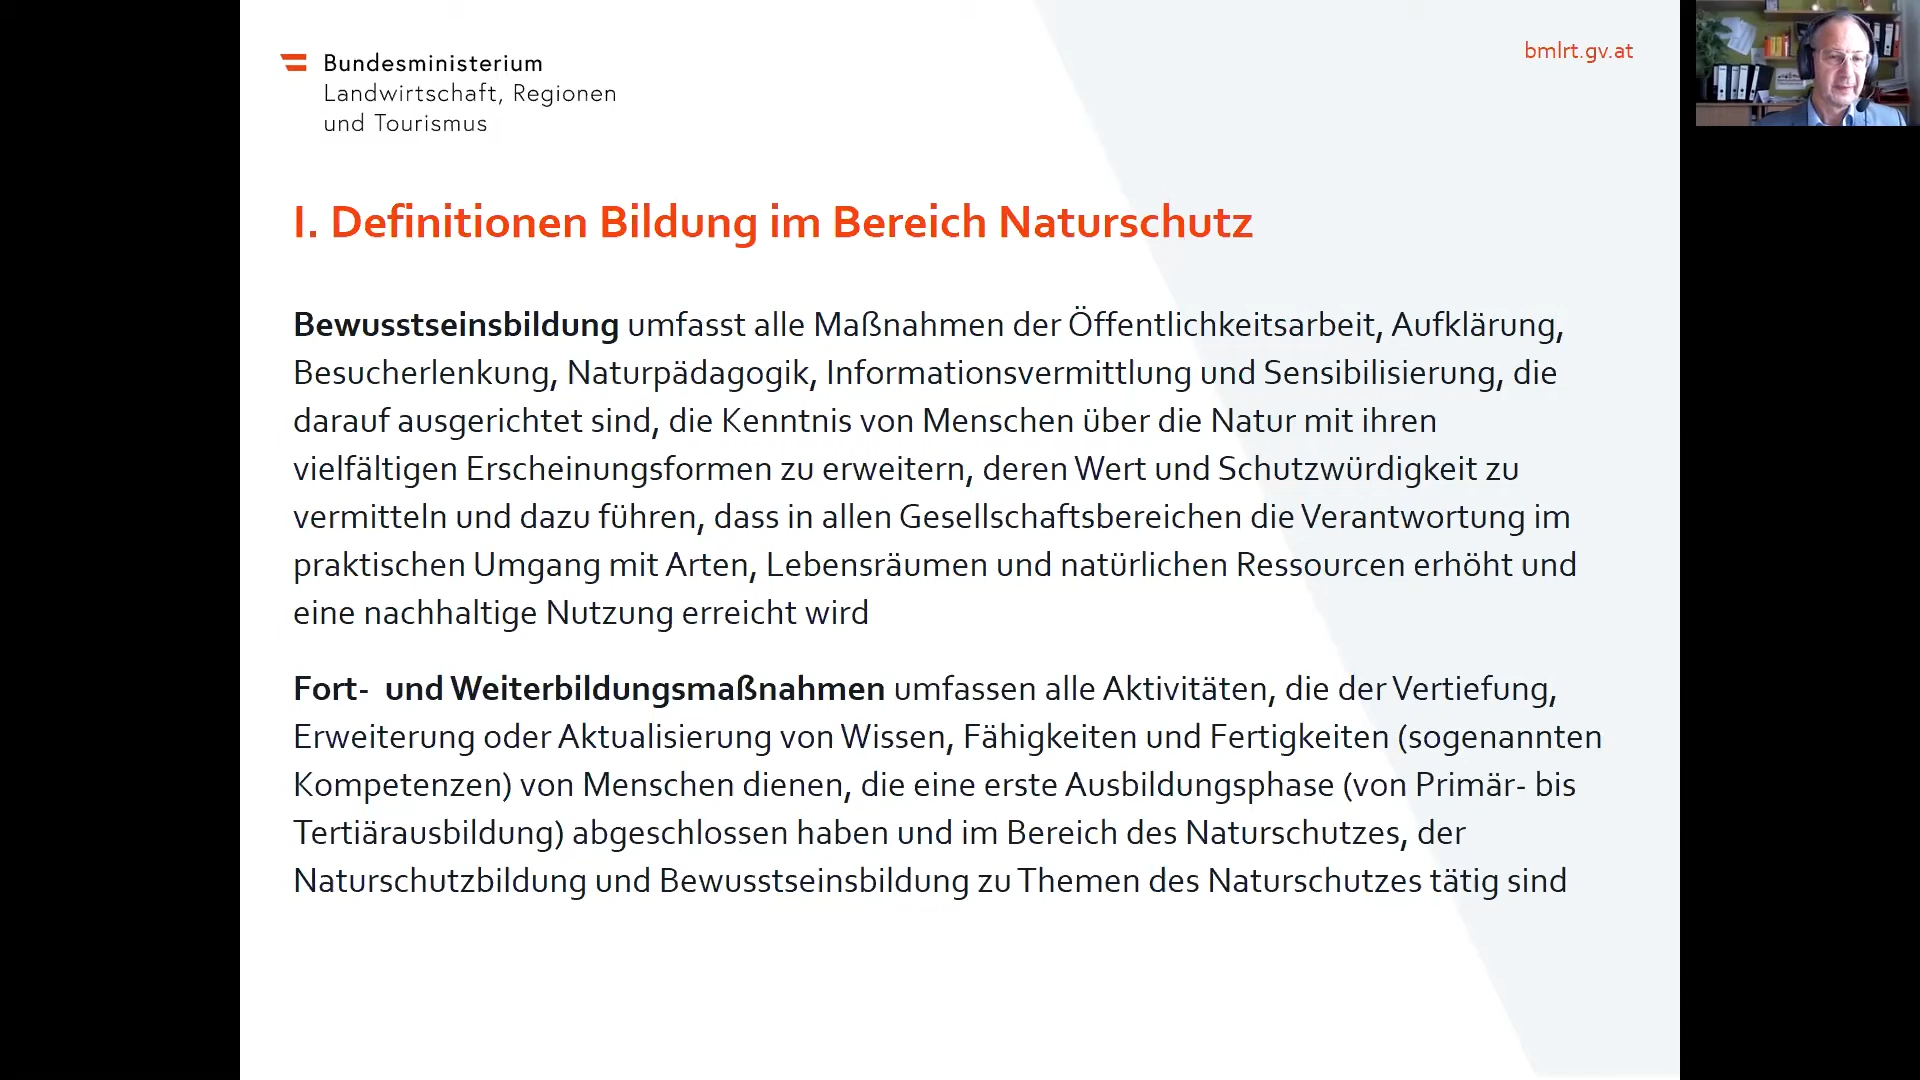 Bundesministerium
Landwirtschaft, Regionen
und Tourismus
bmlrt.gv.at
I. Definitionen Bildung im Bereich Naturschutz
Bewusstseinsbildung umfasst alle Maßnahmen der Öffentlichkeitsarbeit, Aufklärung,
Besucherlenkung, Naturpädagogik, Informationsvermittlung und Sensibilisierung, die
darauf ausgerichtet sind, die Kenntnis von Menschen über die Natur mit ihren
vielfältigen Erscheinungsformen zu erweitern, deren Wert und Schutzwürdigkeit zu
vermitteln und dazu führen, dass in allen Gesellschaftsbereichen die Verantwortung im
praktischen Umgang mit Arten, Lebensräumen und natürlichen Ressourcen erhöht und
eine nachhaltige Nutzung erreicht wird
Fort- und Weiterbildungsmaßnahmen umfassen alle Aktivitäten, die der Vertiefung,
Erweiterung oder Aktualisierung von Wissen, Fähigkeiten und Fertigkeiten (sogenannten
Kompetenzen) von Menschen dienen, die eine erste Ausbildungsphase (von Primär- bis
Tertiärausbildung) abgeschlossen haben und im Bereich des Naturschutzes, der
Naturschutzbildung und Bewusstseinsbildung zu Themen des Naturschutzes tätig sind